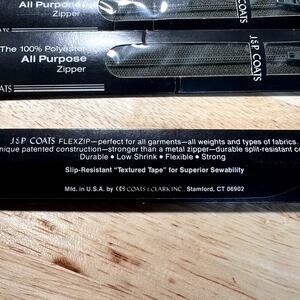 All Purpose
Zipper
The 100% Polyester
All Purpose
Zipper
J&P COATS
OATS
J&P COATS FLEXZIP—perfect for all garments—all weights and types of fabrics.
nique patented construction—stronger than a metal zipper—durable split-resistant co
Durable • Low Shrink • Flexible • Strong
Slip-Resistant "Textured Tape" for Superior Sewability
Mfd. in U.S.A. by C&C COATS & CLARK INC., Stamford, CT 06902